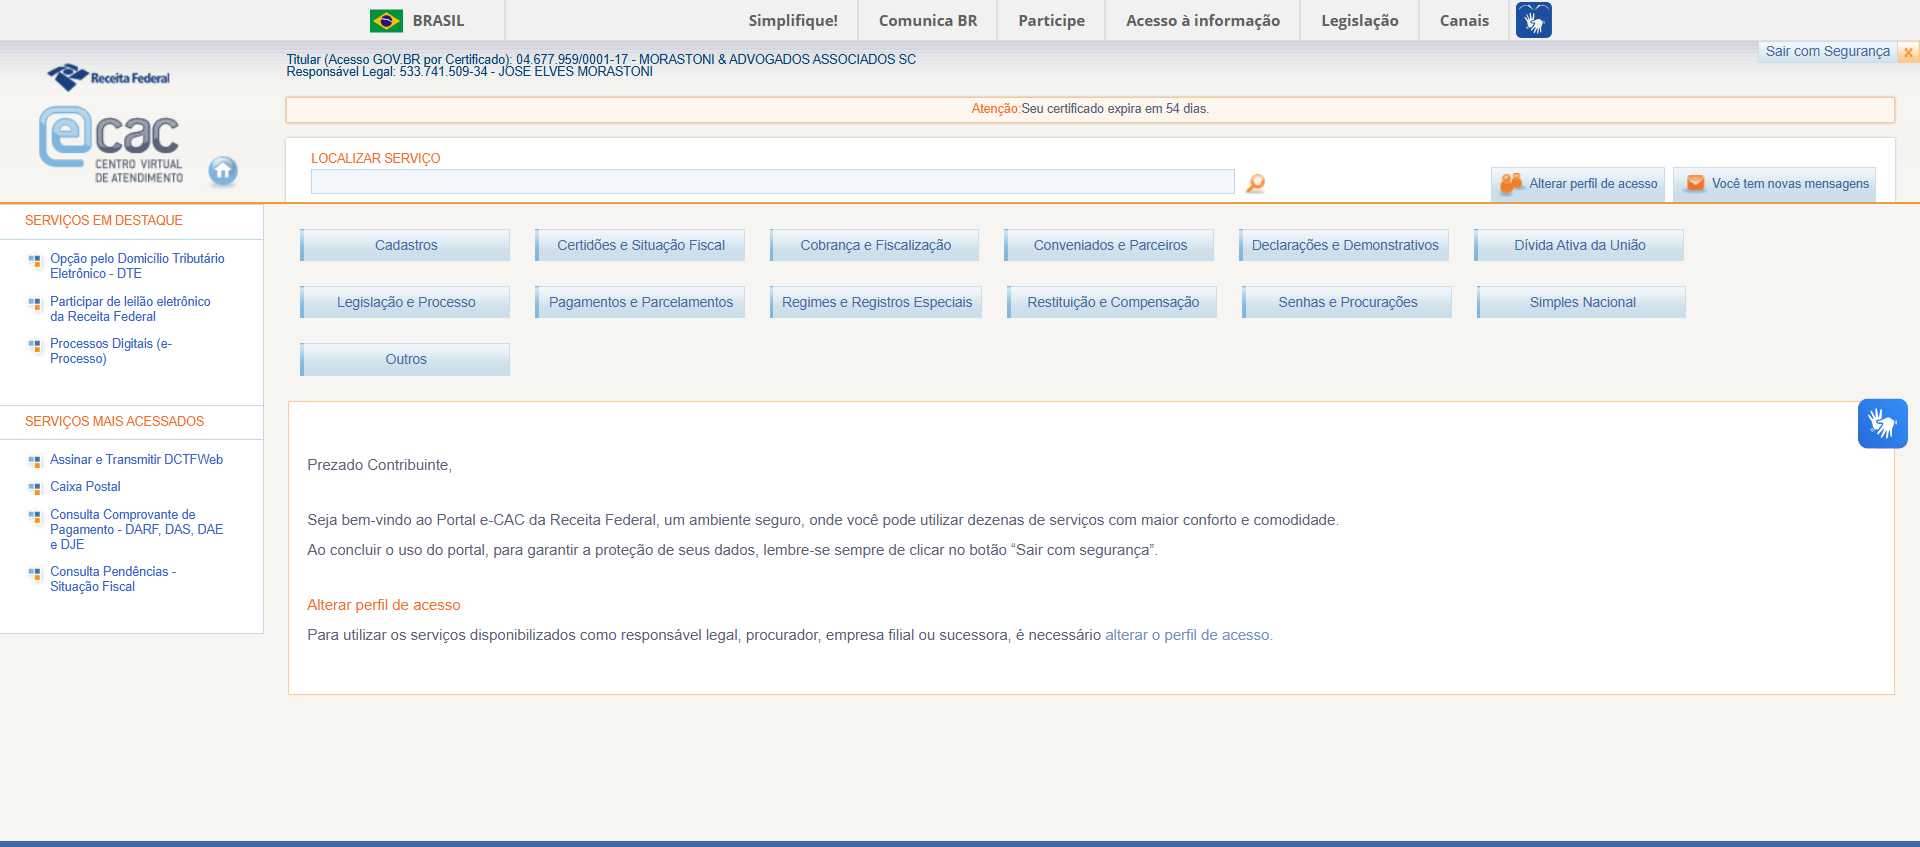 BRASIL
Simplifique!
Comunica BR
Participe
Acesso à informação
Legislação
Canais
Receita Federal
ecac
CENTRO VIRTUAL
DE ATENDIMENTO
Titular (Acesso GOV.BR por Certificado): 04.677.959/0001-17 - MORASTONI & ADVOGADOS ASSOCIADOS SC
Responsável Legal: 533.741.509-34 - JOSE ELVES MORASTONI
Sair com Segurança
x
Atenção:Seu certificado expira em 54 dias.
LOCALIZAR SERVIÇO
Alterar perfil de acesso
Você tem novas mensagens
SERVIÇOS EM DESTAQUE
Opção pelo Domicílio Tributário
Eletrônico - DTE
Participar de leilão eletrônico
da Receita Federal
Processos Digitais (e-
Processo)
SERVIÇOS MAIS ACESSADOS
Assinar e Transmitir DCTFWeb
Caixa Postal
Consulta Comprovante de
Pagamento - DARF, DAS, DAE
e DJE
Consulta Pendências -
Situação Fiscal
Cadastros
Certidões e Situação Fiscal
Cobrança e Fiscalização
Conveniados e Parceiros
Declarações e Demonstrativos
Dívida Ativa da União
Legislação e Processo
Pagamentos e Parcelamentos
Regimes e Registros Especiais
Restituição e Compensação
Senhas e Procurações
Simples Nacional
Outros
Prezado Contribuinte,
Seja bem-vindo ao Portal e-CAC da Receita Federal, um ambiente seguro, onde você pode utilizar dezenas de serviços com maior conforto e comodidade.
Ao concluir o uso do portal, para garantir a proteção de seus dados, lembre-se sempre de clicar no botão “Sair com segurança”.
Alterar perfil de acesso
Para utilizar os serviços disponibilizados como responsável legal, procurador, empresa filial ou sucessora, é necessário alterar o perfil de acesso.